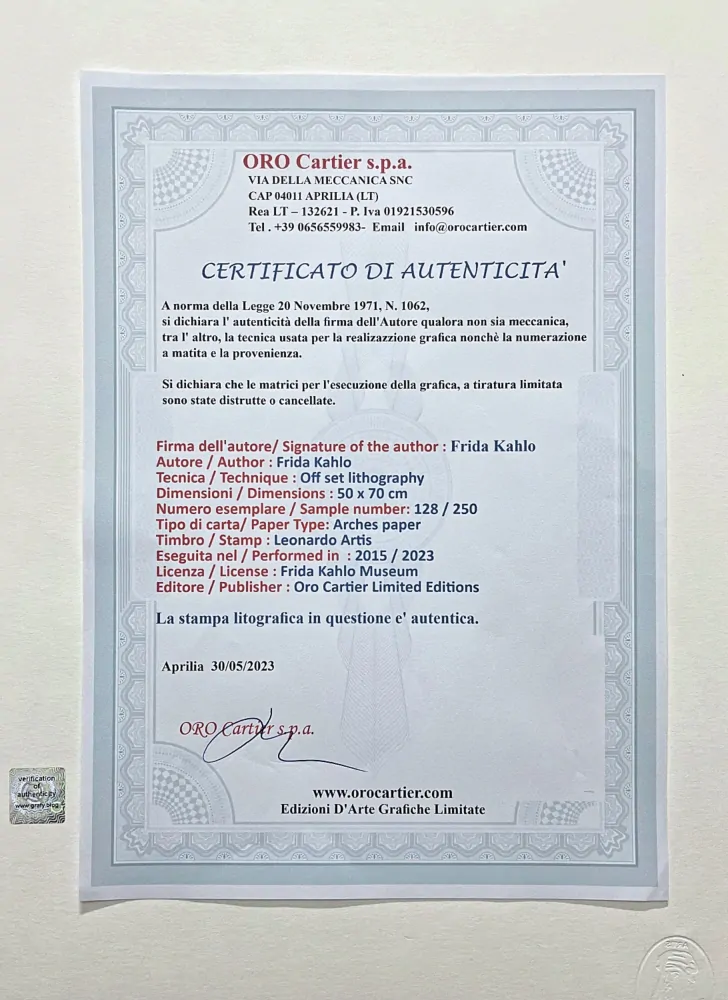 ORO Cartier s.p.a.
VIA DELLA MECCANICA SNC
CAP 04011 APRILIA (LT)
Rea LT – 132621 - P. Iva 01921530596
Tel . +39 0656559983- Email info@orocartier.com
CERTIFICATO DI AUTENTICITA'
A norma della Legge 20 Novembre 1971, N. 1062,
si dichiara l' autenticità della firma dell'Autore qualora non sia meccanica,
tra l' altro, la tecnica usata per la realizazzione grafica nonchè la numerazione
a matita e la provenienza.
Si dichiara che le matrici per l'esecuzione della grafica, a tiratura limitata
sono state distrutte o cancellate.
Firma dell'autore/ Signature of the author : Frida Kahlo
Autore / Author : Frida Kahlo
Tecnica / Technique : Off set lithography
Dimensioni / Dimensions : 50 x 70 cm
Numero esemplare / Sample number: 128 / 250
Tipo di carta/ Paper Type: Arches paper
Timbro / Stamp : Leonardo Artis
Eseguita nel / Performed in : 2015 / 2023
Licenza / License : Frida Kahlo Museum
Editore / Publisher : Oro Cartier Limited Editions
La stampa litografica in questione e' autentica.
Aprilia 30/05/2023
ORO Cartier s.p.a.
verification
of
authenticity
www.grafy.blog
www.orocartier.com
Edizioni D'Arte Grafiche Limitate